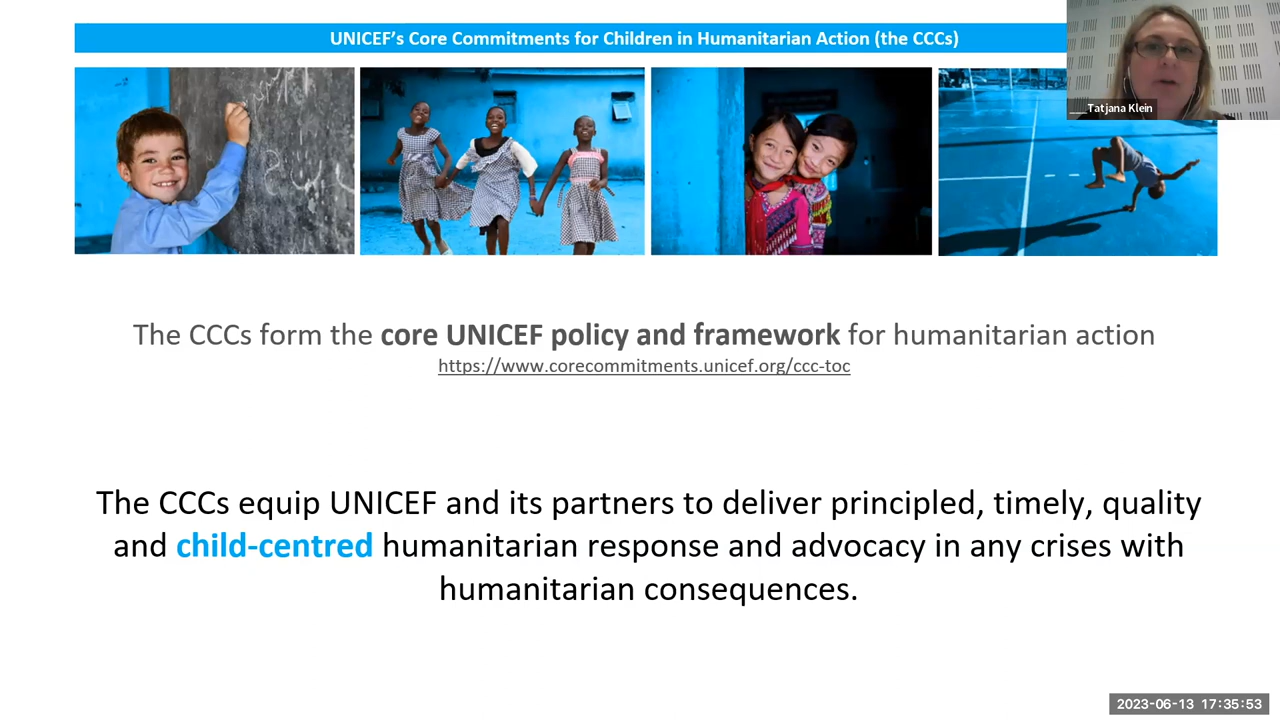 UNICEF's Core Commitments for Children in Humanitarian Action (the CCCs)
___Tatjana Klein
The CCCs form the core UNICEF policy and framework for humanitarian action
https://www.corecommitments.unicef.org/ccc-toc
The CCCs equip UNICEF and its partners to deliver principled, timely, quality
and child-centred humanitarian response and advocacy in any crises with
humanitarian consequences.
2023-06-13 17:35:53